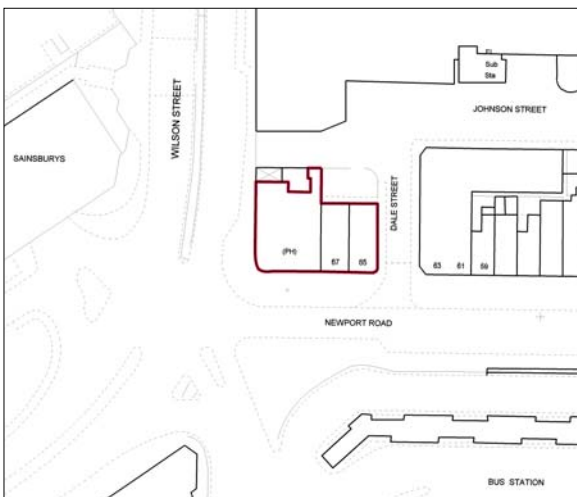 El
Sub
Sta
JOHNSON STREET
WILSON STREET
SAINSBURYS
DALE STREET
(PH)
67
65
63
61
59
NEWPORT ROAD
BUS STATION